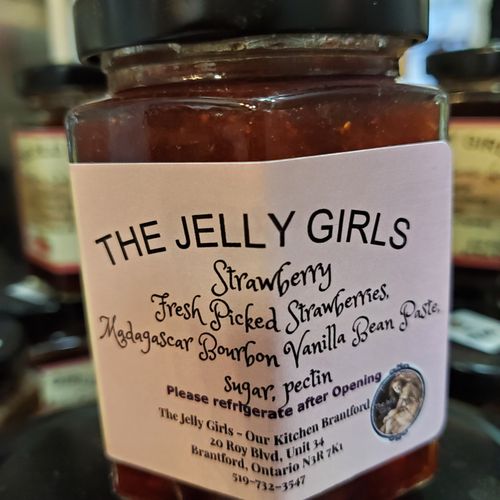 THE JELLY GIRLS
Strawberry
Fresh Picked Strawberries,
Madagascar Bourbon Vanilla Bean Paste,
sugar, pectin
Please refrigerate after Opening
The Jelly Girls - Our Kitchen Brantford
20 Roy Blvd, Unit 34
Brantford, Ontario N3R 7K1
519-732-3547